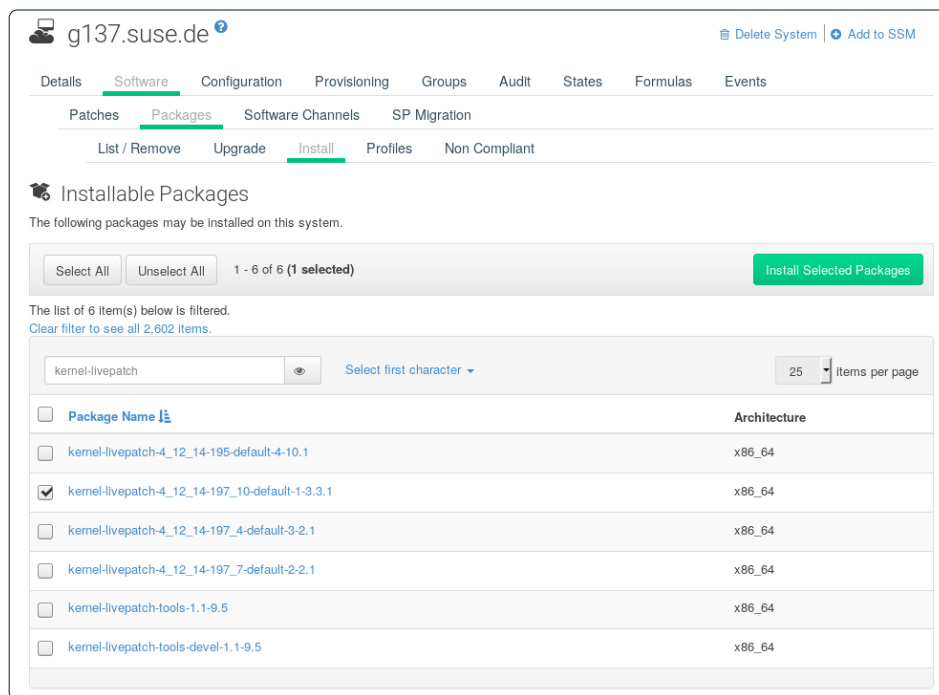 g137.suse.de ?
Delete System | Add to SSM
Details Software Configuration Provisioning Groups Audit States Formulas Events
Patches Packages Software Channels SP Migration
List / Remove Upgrade Install Profiles Non Compliant
Installable Packages
The following packages may be installed on this system.
Select All Unselect All 1 - 6 of 6 (1 selected) Install Selected Packages
The list of 6 item(s) below is filtered.
Clear filter to see all 2,602 items.
kernel-livepatch Select first character 25 items per page
Package Name Architecture
kernel-livepatch-4_12_14-195-default-4-10.1 x86_64
kernel-livepatch-4_12_14-197_10-default-1-3.3.1 x86_64
kernel-livepatch-4_12_14-197_4-default-3-2.1 x86_64
kernel-livepatch-4_12_14-197_7-default-2-2.1 x86_64
kernel-livepatch-tools-1.1-9.5 x86_64
kernel-livepatch-tools-devel-1.1-9.5 x86_64